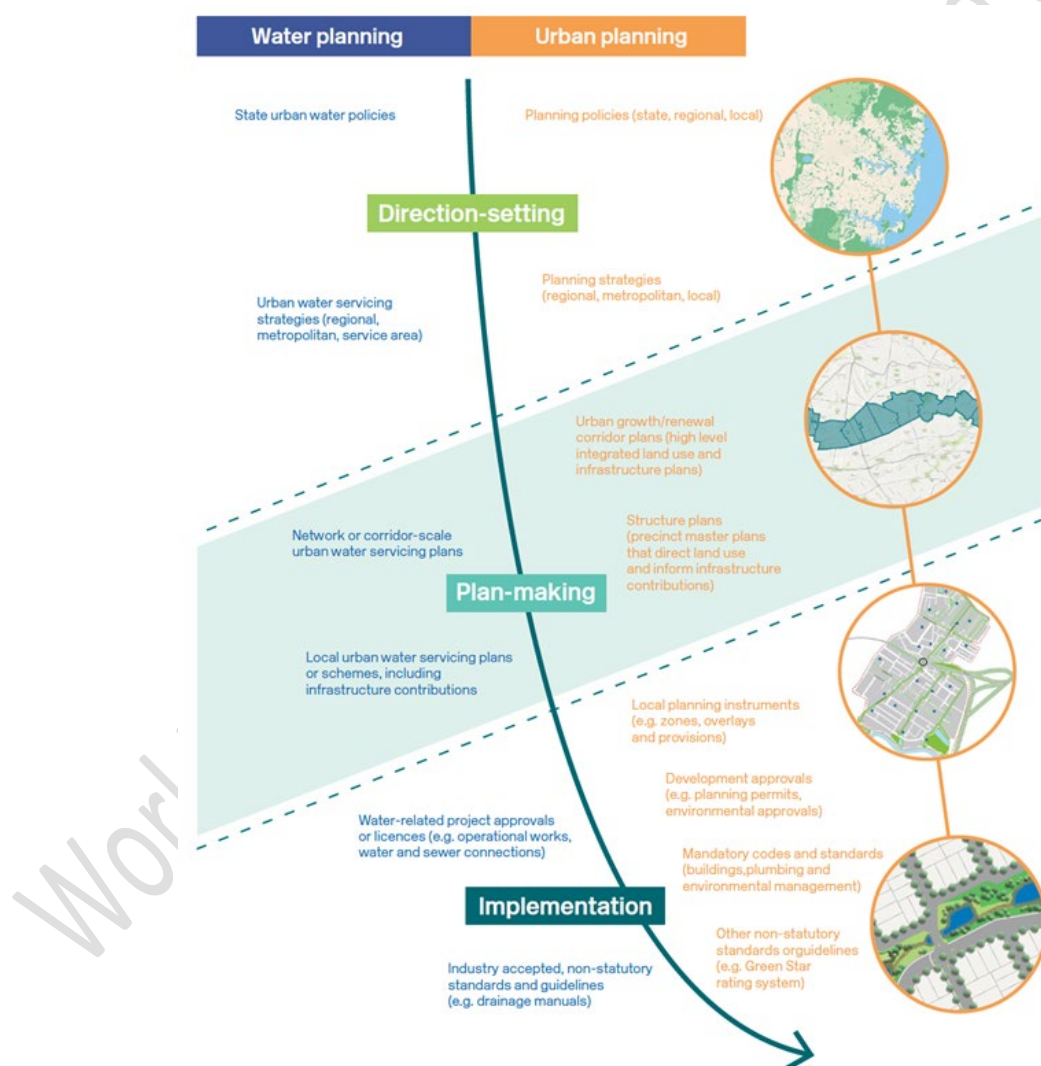 Water planning
Urban planning
State urban water policies
Planning policies (state, regional, local)
Direction-setting
Planning strategies
(regional, metropolitan, local)
Urban water servicing
strategies (regional,
metropolitan, service area)
Urban growth/renewal
corridor plans (high level
integrated land use and
infrastructure plans)
Network or corridor-scale
urban water servicing plans
Structure plans
(precinct master plans
that direct land use
and inform infrastructure
contributions)
Plan-making
Local urban water servicing plans
or schemes, including
infrastructure contributions
Local planning instruments
(e.g. zones, overlays
and provisions)
Development approvals
(e.g. planning permits,
environmental approvals)
Water-related project approvals
or licences (e.g. operational works,
water and sewer connections)
Mandatory codes and standards
(buildings,plumbing and
environmental management)
Implementation
Other non-statutory
standards orguidelines
(e.g. Green Star
rating system)
Industry accepted, non-statutory
standards and guidelines
(e.g. drainage manuals)